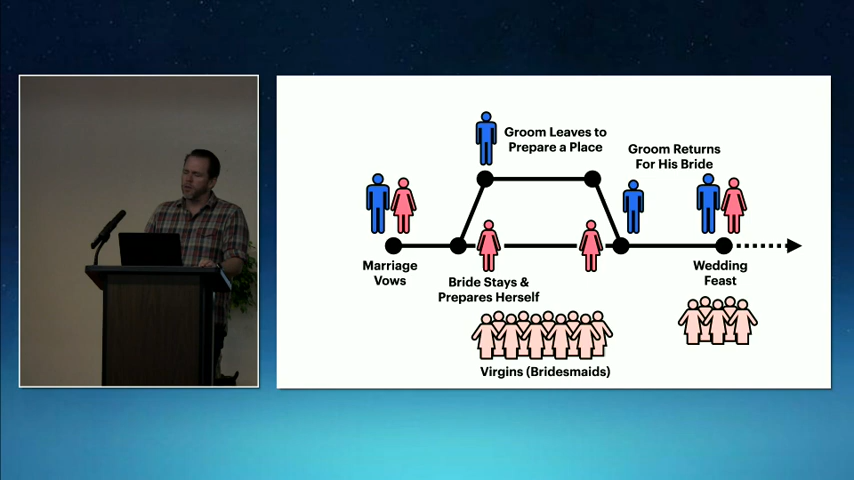 Groom Leaves to
Prepare a Place
Groom Returns
For His Bride
Marriage
Vows
Bride Stays &
Prepares Herself
Wedding
Feast
Virgins (Bridesmaids)